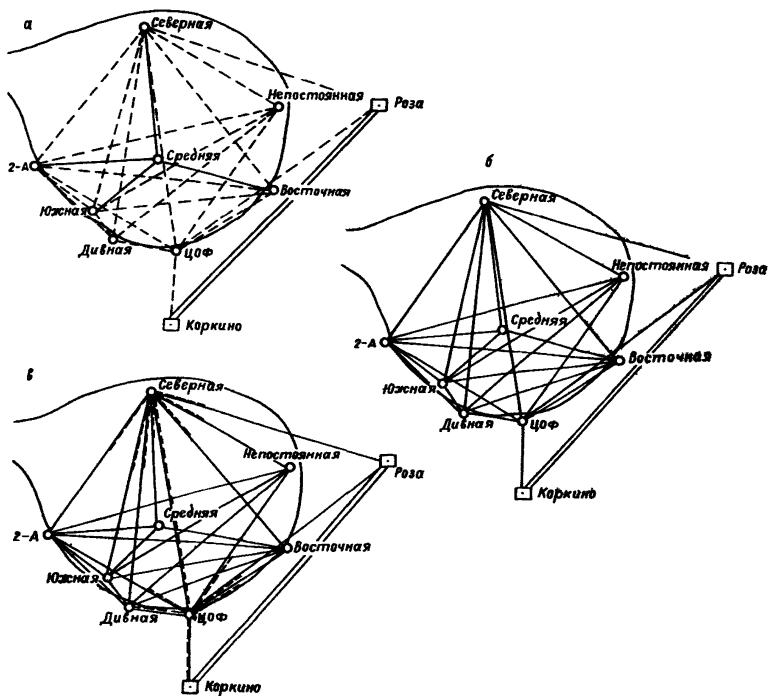 а
Северная
Непостоянная
Роза
Средняя
2-А
Восточная
Южная
Дивная
ЦОФ
Коркино
б
Северная
Непостоянная
Роза
Средняя
2-А
Восточная
Южная
Дивная
ЦОФ
Коркино
в
Северная
Непостоянная
Роза
Средняя
2-А
Восточная
Южная
Дивная
ЦОФ
Коркино